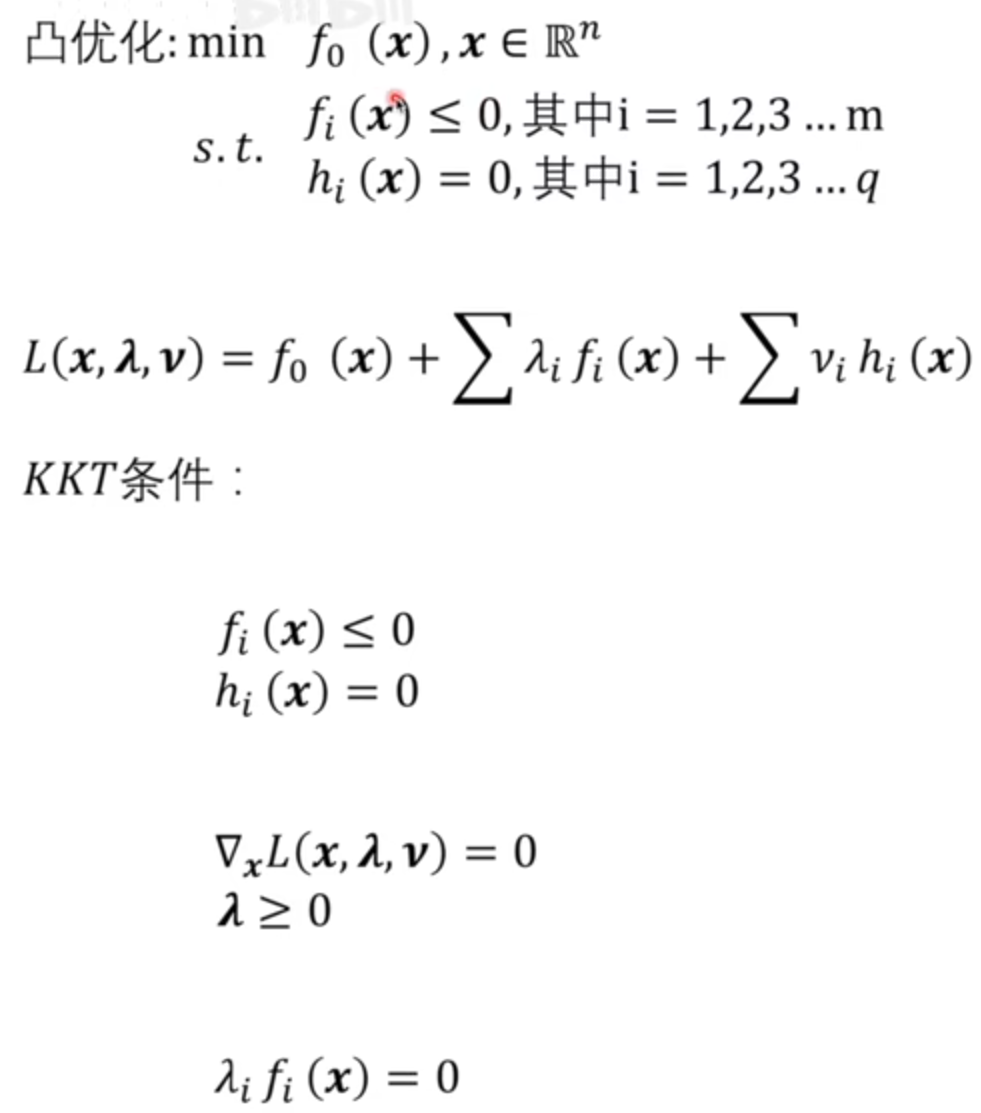 凸优化: min f₀ (x), x ∈ ℝⁿ
s.t. fᵢ (x) ≤ 0, 其中i = 1,2,3 ... m
hᵢ (x) = 0, 其中i = 1,2,3 ... q
L(x, λ, ν) = f₀ (x) + ∑ λᵢ fᵢ (x) + ∑ νᵢ hᵢ (x)
KKT条件：
fᵢ (x) ≤ 0
hᵢ (x) = 0
∇ₓL(x, λ, ν) = 0
λ ≥ 0
λᵢ fᵢ (x) = 0